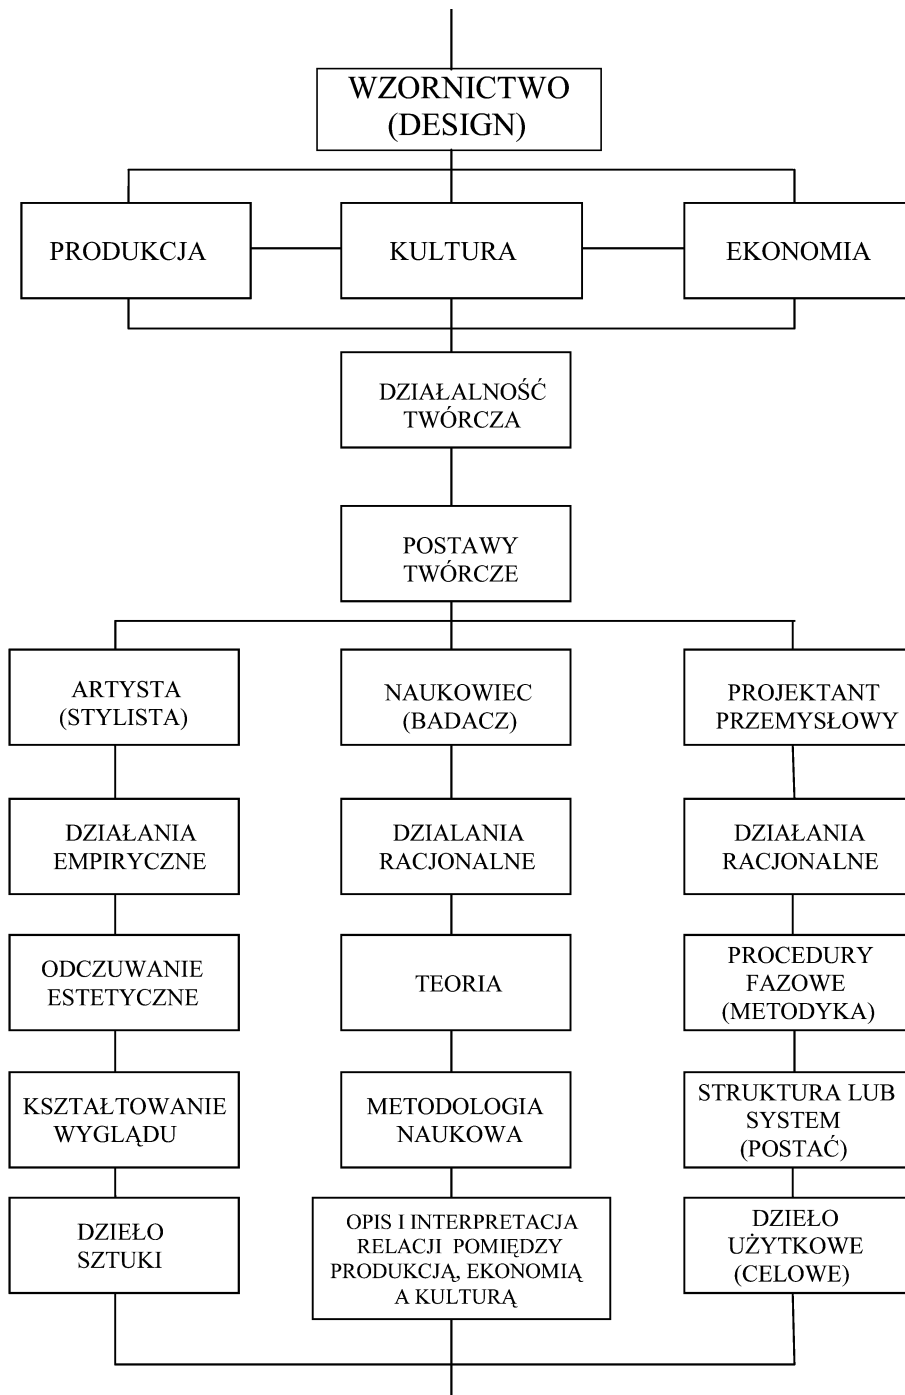 WZORNICTWO
(DESIGN)
PRODUKCJA
KULTURA
EKONOMIA
DZIAŁALNOŚĆ
TWÓRCZA
POSTAWY
TWÓRCZE
ARTYSTA
(STYLISTA)
NAUKOWIEC
(BADACZ)
PROJEKTANT
PRZEMYSŁOWY
DZIAŁANIA
EMPIRYCZNE
DZIALANIA
RACJONALNE
DZIAŁANIA
RACJONALNE
ODCZUWANIE
ESTETYCZNE
TEORIA
PROCEDURY
FAZOWE
(METODYKA)
KSZTAŁTOWANIE
WYGLĄDU
METODOLOGIA
NAUKOWA
STRUKTURA LUB
SYSTEM
(POSTAĆ)
DZIEŁO
SZTUKI
OPIS I INTERPRETACJA
RELACJI POMIĘDZY
PRODUKCJĄ, EKONOMIĄ
A KULTURĄ
DZIEŁO
UŻYTKOWE
(CELOWE)